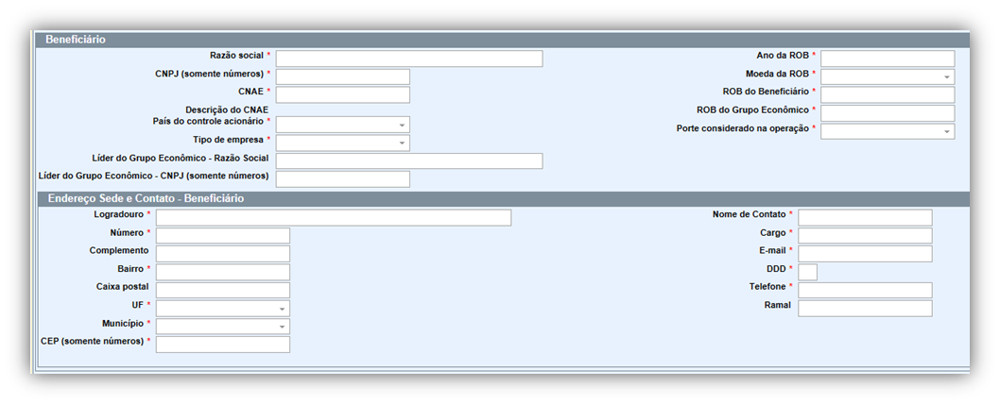 Beneficiário
Razão social *
CNPJ (somente números) *
CNAE *
Descrição do CNAE
País do controle acionário *
Tipo de empresa *
Líder do Grupo Econômico - Razão Social
Líder do Grupo Econômico - CNPJ (somente números)
Ano da ROB *
Moeda da ROB *
ROB do Beneficiário *
ROB do Grupo Econômico *
Porte considerado na operação *
Endereço Sede e Contato - Beneficiário
Logradouro *
Número *
Complemento
Bairro *
Caixa postal
UF *
Município *
CEP (somente números) *
Nome de Contato *
Cargo *
E-mail *
DDD *
Telefone *
Ramal